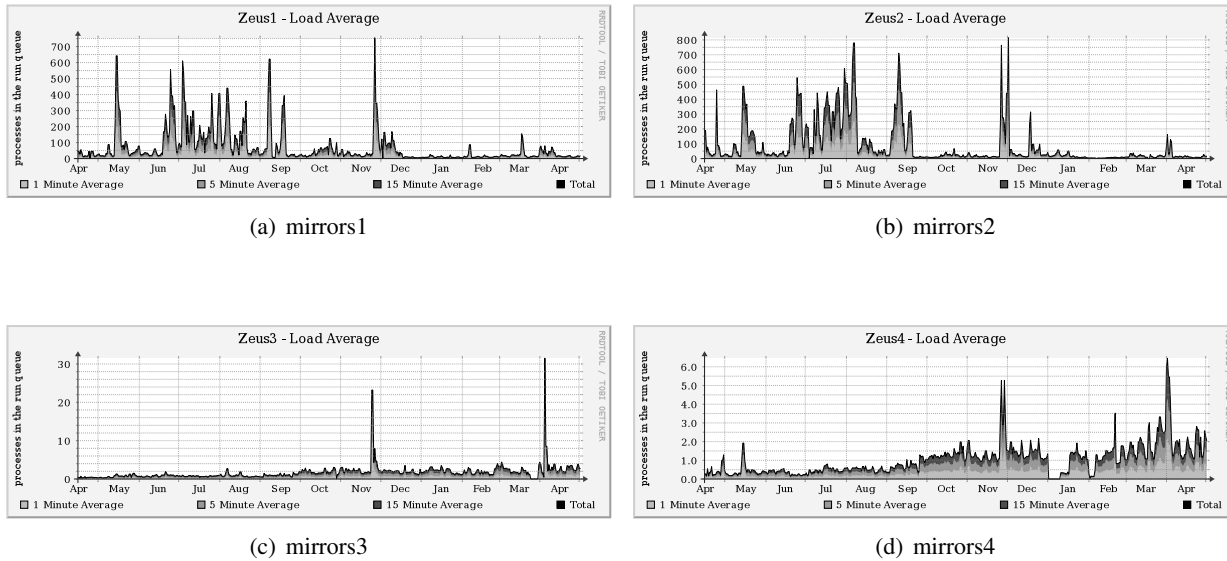 Zeus1 - Load Average
RRDTOOL / TOBI OETIKER
processes in the run queue
700
600
500
400
300
200
100
0
Apr May Jun Jul Aug Sep Oct Nov Dec Jan Feb Mar Apr
1 Minute Average 5 Minute Average 15 Minute Average Total
(a) mirrors1
Zeus2 - Load Average
processes in the run queue
800
700
600
500
400
300
200
100
0
Apr May Jun Jul Aug Sep Oct Nov Dec Jan Feb Mar Apr
1 Minute Average 5 Minute Average 15 Minute Average Total
(b) mirrors2
Zeus3 - Load Average
RRDTOOL / TOBI OETIKER
processes in the run queue
30
20
10
0
Apr May Jun Jul Aug Sep Oct Nov Dec Jan Feb Mar Apr
1 Minute Average 5 Minute Average 15 Minute Average Total
(c) mirrors3
Zeus4 - Load Average
processes in the run queue
6.0
5.0
4.0
3.0
2.0
1.0
0.0
Apr May Jun Jul Aug Sep Oct Nov Dec Jan Feb Mar Apr
1 Minute Average 5 Minute Average 15 Minute Average Total
(d) mirrors4